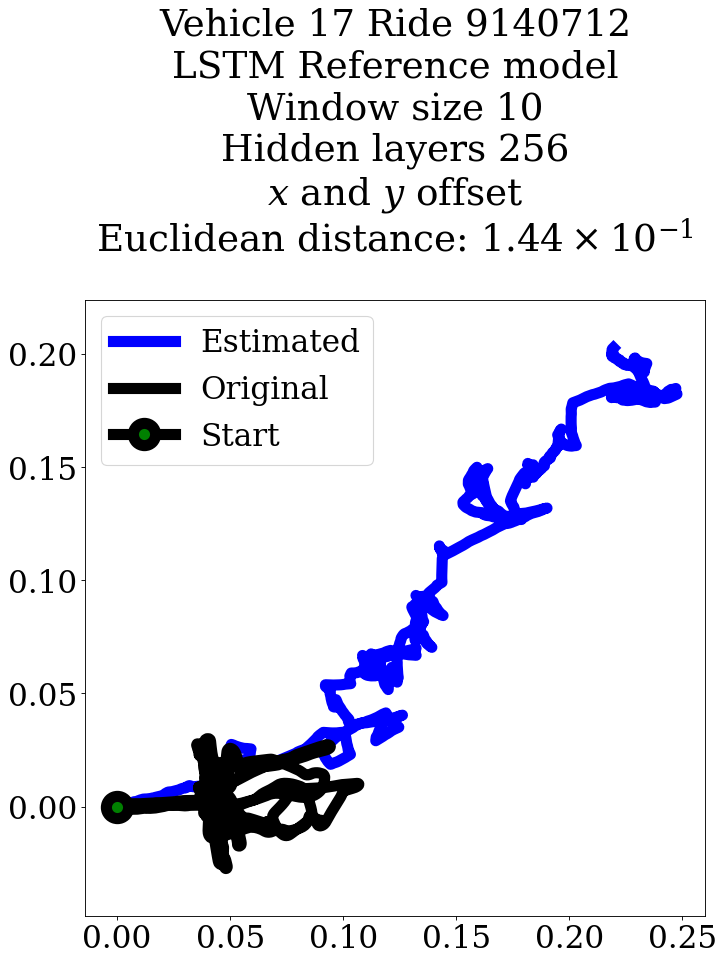 Vehicle 17 Ride 9140712
LSTM Reference model
Window size 10
Hidden layers 256
x and y offset
Euclidean distance: 1.44 × 10⁻¹
Estimated
Original
Start
0.20
0.15
0.10
0.05
0.00
0.00 0.05 0.10 0.15 0.20 0.25